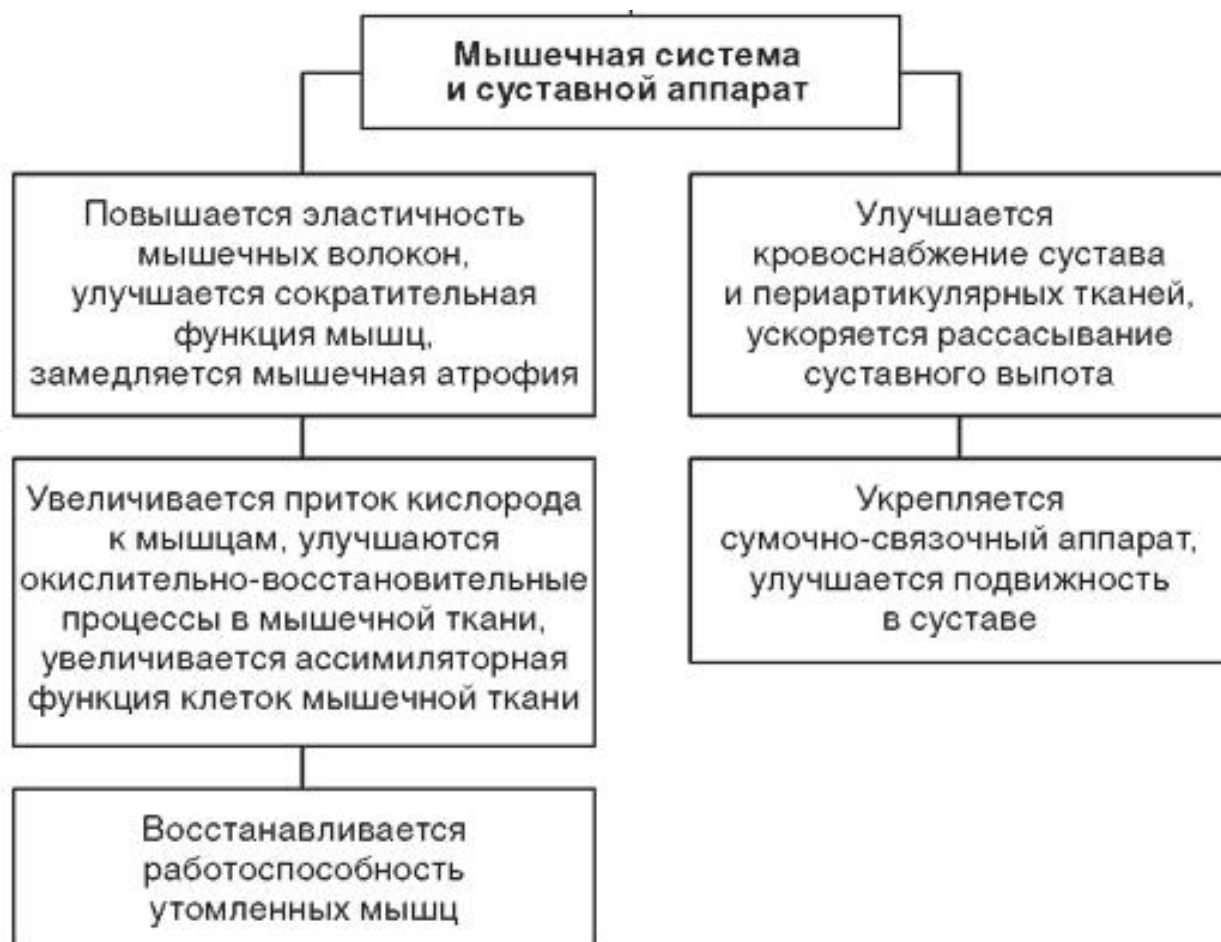 Мышечная система
и суставной аппарат
Повышается эластичность
мышечных волокон,
улучшается сократительная
функция мышц,
замедляется мышечная атрофия
Увеличивается приток кислорода
к мышцам, улучшаются
окислительно-восстановительные
процессы в мышечной ткани,
увеличивается ассимиляторная
функция клеток мышечной ткани
Восстанавливается
работоспособность
утомленных мышц
Улучшается
кровоснабжение сустава
и периартикулярных тканей,
ускоряется рассасывание
суставного выпота
Укрепляется
сумочно-связочный аппарат,
улучшается подвижность
в суставе